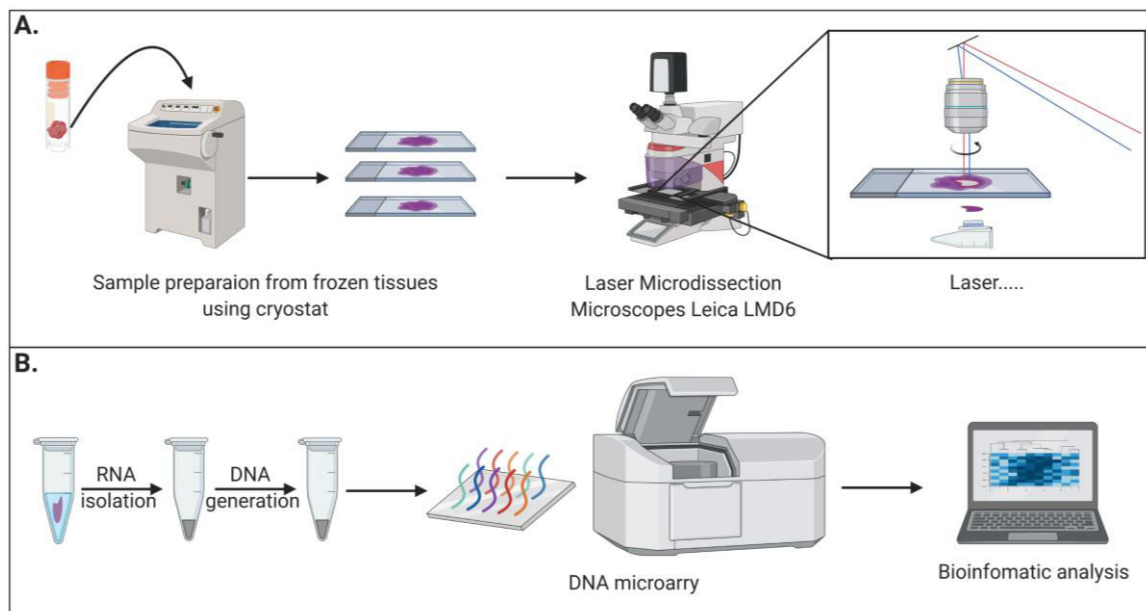 A.
Sample preparaion from frozen tissues
using cryostat
Laser Microdissection
Microscopes Leica LMD6
Laser.....
B.
RNA
isolation
DNA
generation
DNA microarry
Bioinfomatic analysis